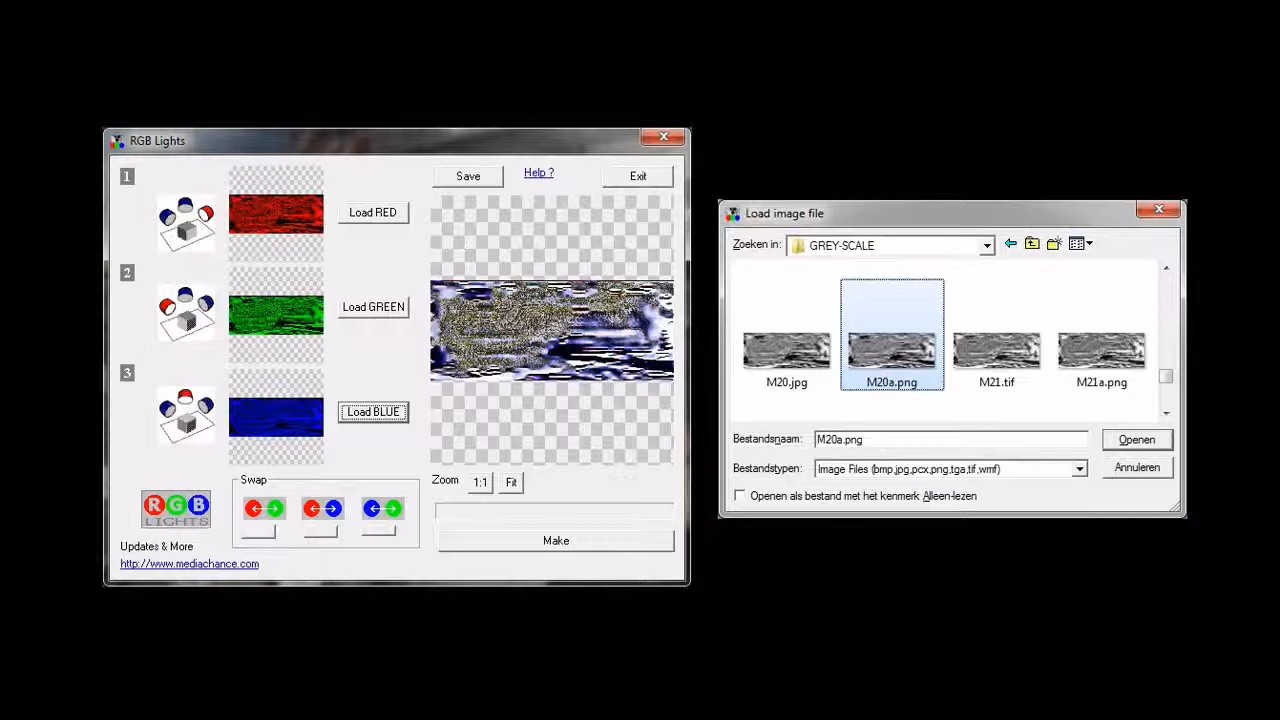 RGB Lights
1
Save
Help ?
Exit
Load RED
2
Load GREEN
3
Load BLUE
Zoom
1:1
Fit
Swap
R G B
LIGHTS
Make
Updates & More
http://www.mediachance.com
Load image file
Zoeken in:
GREY-SCALE
M20.jpg
M20a.png
M21.tif
M21a.png
Bestandsnaam:
M20a.png
Openen
Bestandstypen:
Image Files (bmp,jpg,pcx,png,tga,tif,wmf)
Annuleren
Openen als bestand met het kenmerk Alleen-lezen